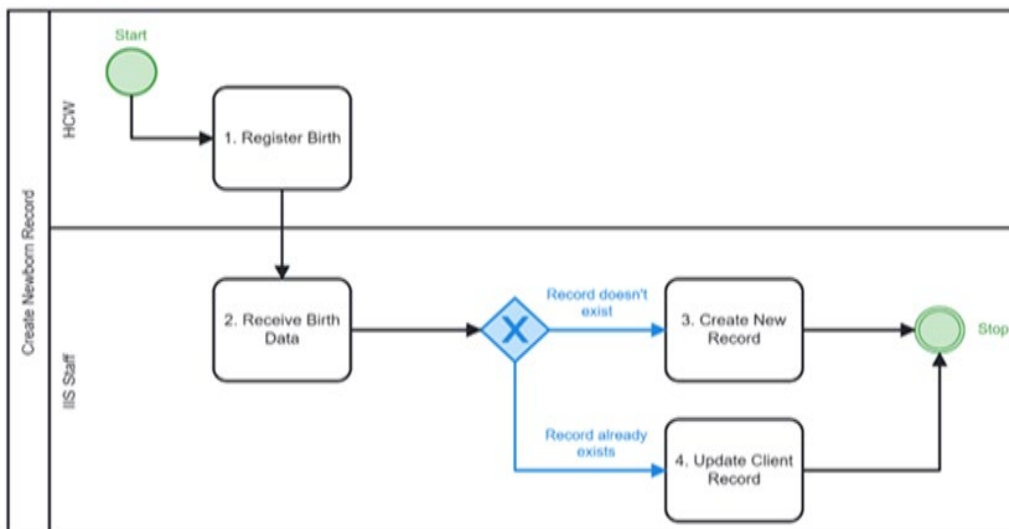 Create Newborn Record
HCW
Start
1. Register Birth
IIS Staff
2. Receive Birth
Data
X
Record doesn't
exist
3. Create New
Record
Stop
Record already
exists
4. Update Client
Record